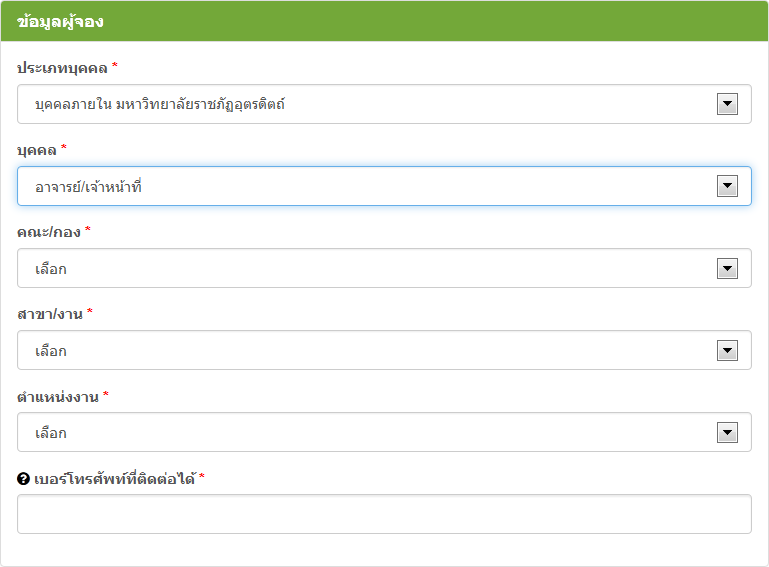 ข้อมูลผู้จอง
ประเภทบุคคล *
บุคคลภายใน มหาวิทยาลัยราชภัฏอุตรดิตถ์
บุคคล *
อาจารย์/เจ้าหน้าที่
คณะ/กอง *
เลือก
สาขา/งาน *
เลือก
ตำแหน่งงาน *
เลือก
เบอร์โทรศัพท์ที่ติดต่อได้ *